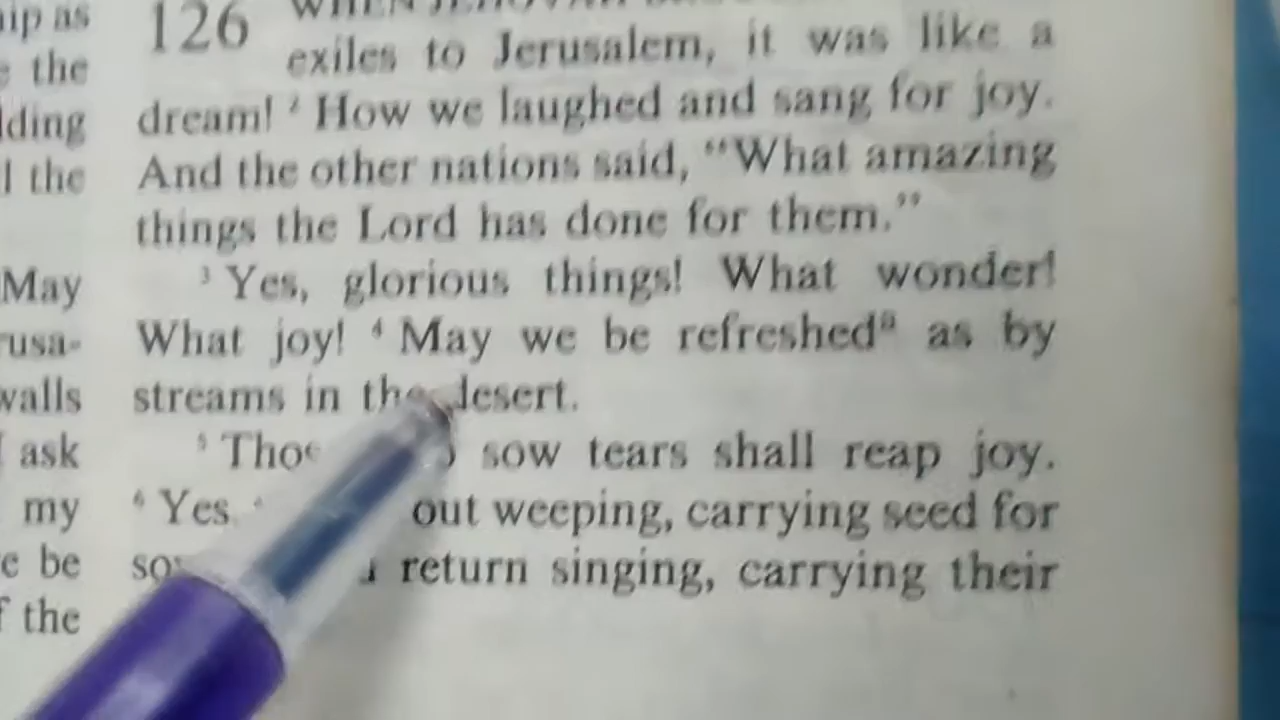 ip as
the
ding
the
May
rusa-
walls
ask
my
be
the
126 WHEN JEHOVAH
exiles to Jerusalem, it was like a
dream! 2 How we laughed and sang for joy.
And the other nations said, "What amazing
things the Lord has done for them."
3 Yes, glorious things! What wonder!
What joy! 4 May we be refreshed a as by
streams in the desert.
5 sow tears shall reap joy.
6 Yes out weeping, carrying seed for
return singing, carrying their